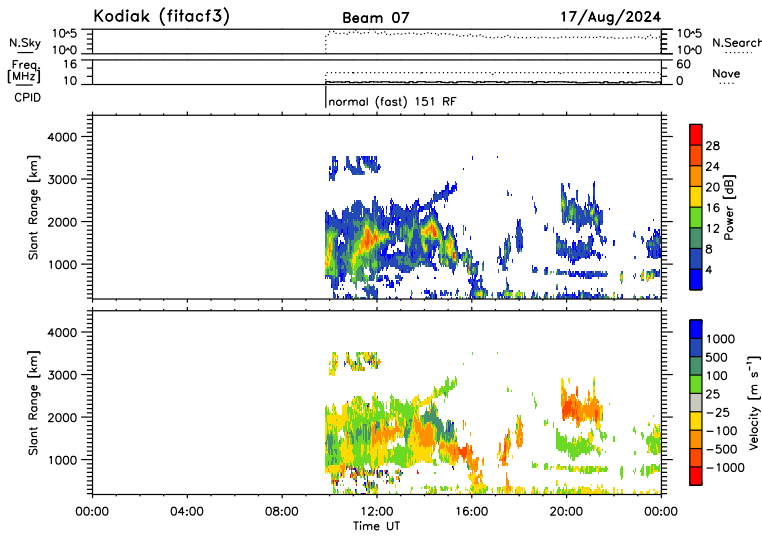 Kodiak (fitacf3) Beam 07 17/Aug/2024
N.Sky 10^5 10^0 10^5 10^0 N.Search
Freq. [MHz] 16 10 60 0 Nave
CPID normal (fast) 151 RF
Slant Range [km] 4000 3000 2000 1000
Power [dB] 28 24 20 16 12 8 4
Slant Range [km] 4000 3000 2000 1000
Velocity [m s⁻¹] 1000 500 100 25 -25 -100 -500 -1000
00:00 04:00 08:00 12:00 16:00 20:00 00:00
Time UT